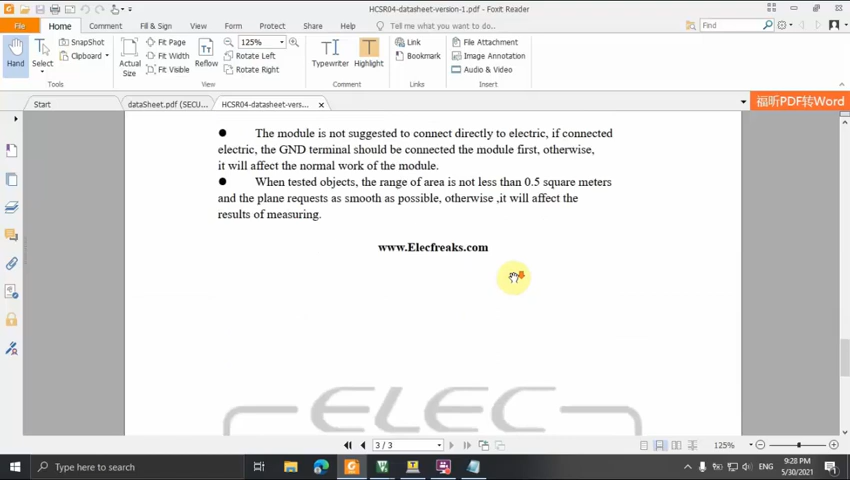 HCSR04-datasheet-version-1.pdf - Foxit Reader
File Home Comment Fill & Sign View Form Protect Share Help Tell me what you want to do.. Find
Hand
Select
SnapShot
Clipboard
Tools
Actual Size
Fit Page
Fit Width
Fit Visible
Reflow
125%
Rotate Left
Rotate Right
View
Typewriter
Highlight
Comment
Link
Bookmark
Links
File Attachment
Image Annotation
Audio & Video
Insert
Start dataSheet.pdf (SECU... HCSR04-datasheet-vers... 福昕PDF转Word
The module is not suggested to connect directly to electric, if connected
electric, the GND terminal should be connected the module first, otherwise,
it will affect the normal work of the module.
When tested objects, the range of area is not less than 0.5 square meters
and the plane requests as smooth as possible, otherwise ,it will affect the
results of measuring.
www.Elecfreaks.com
ELEC
3 / 3 125%
Type here to search
ENG
9:28 PM
5/30/2021